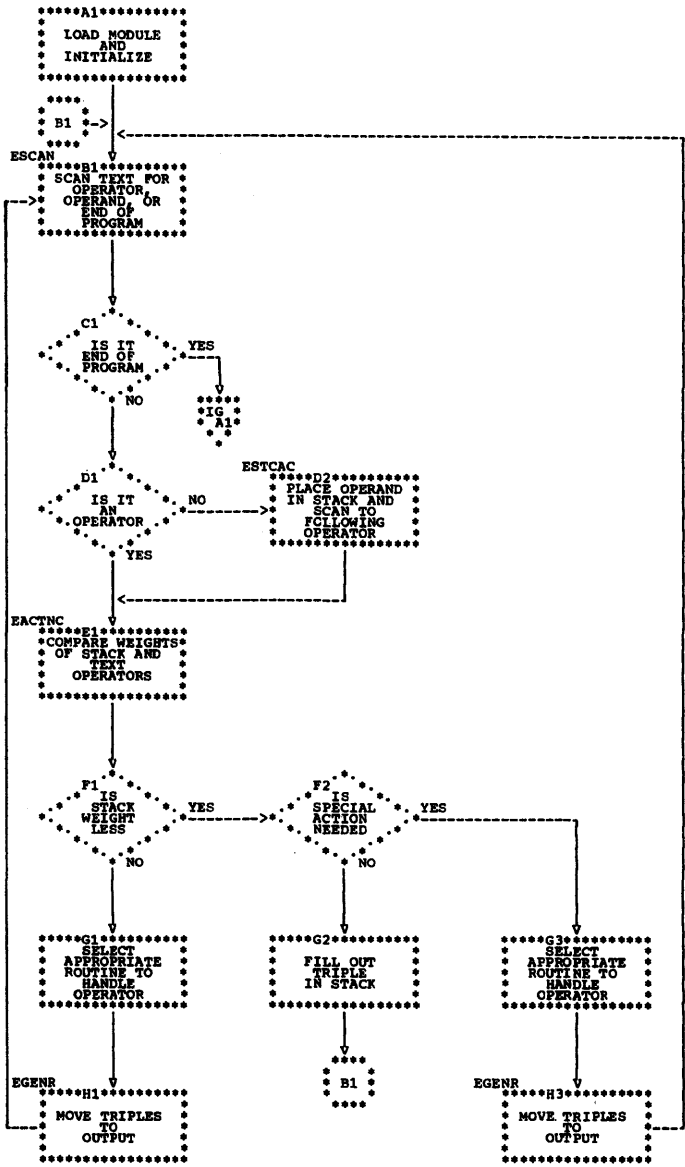 A1
LOAD MODULE
AND
INITIALIZE
B1
ESCAN
B1
SCAN TEXT FOR
OPERATOR,
OPERAND, OR
END OF
PROGRAM
C1
IS IT
END OF
PROGRAM
YES
NO
IG
A1
D1
IS IT
AN
OPERATOR
NO
YES
ESTCAC
D2
PLACE OPERAND
IN STACK AND
SCAN TO
FCLLOWING
OPERATOR
EACTNC
E1
COMPARE WEIGHTS
OF STACK AND
TEXT
OPERATORS
F1
IS
STACK
WEIGHT
LESS
YES
NO
F2
IS
SPECIAL
ACTION
NEEDED
YES
NO
G1
SELECT
APPROPRIATE
ROUTINE TO
HANDLE
OPERATOR
G2
FILL OUT
TRIPLE
IN STACK
G3
SELECT
APPROPRIATE
ROUTINE TO
HANDLE
OPERATOR
B1
EGENR
H1
MOVE TRIPLES
TO
OUTPUT
EGENR
H3
MOVE TRIPLES
TO
OUTPUT